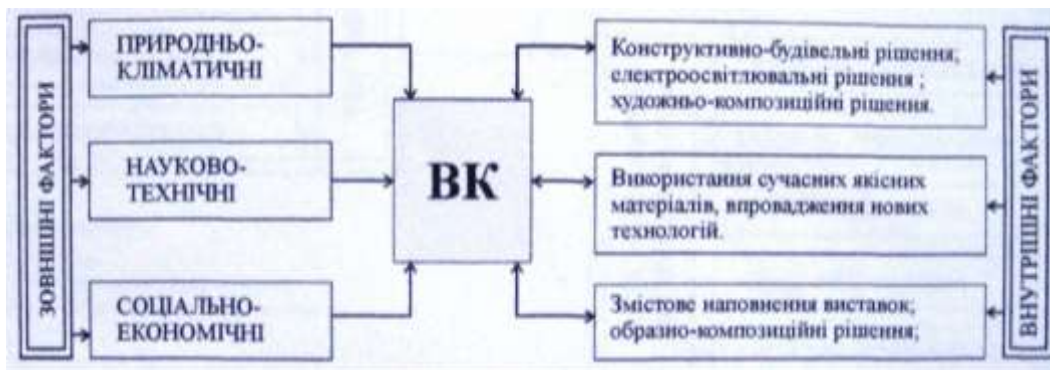 ЗОВНІШНІ ФАКТОРИ
ПРИРОДНЬО-
КЛІМАТИЧНІ
НАУКОВО-
ТЕХНІЧНІ
СОЦІАЛЬНО-
ЕКОНОМІЧНІ
ВК
Конструктивно-будівельні рішення;
електроосвітлювальні рішення ;
художньо-композиційні рішення.
Використання сучасних якісних
матеріалів, впровадження нових
технологій.
Змістове наповнення виставок;
образно-композиційні рішення;
ВНУТРІШНІ ФАКТОРИ